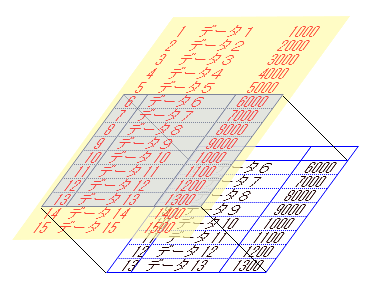 1 データ1 1000
2 データ2 2000
3 データ3 3000
4 データ4 4000
5 データ5 5000
6 データ6 6000
7 データ7 7000
8 データ8 8000
9 データ9 9000
10 データ10 1000
11 データ11 1100
12 データ12 1200
13 データ13 1300
14 データ14 1400
15 データ15 1500
データ6 6000
データ7 7000
データ8 8000
データ9 9000
データ10 1000
データ11 1100
12 データ12 1200
13 データ13 1300